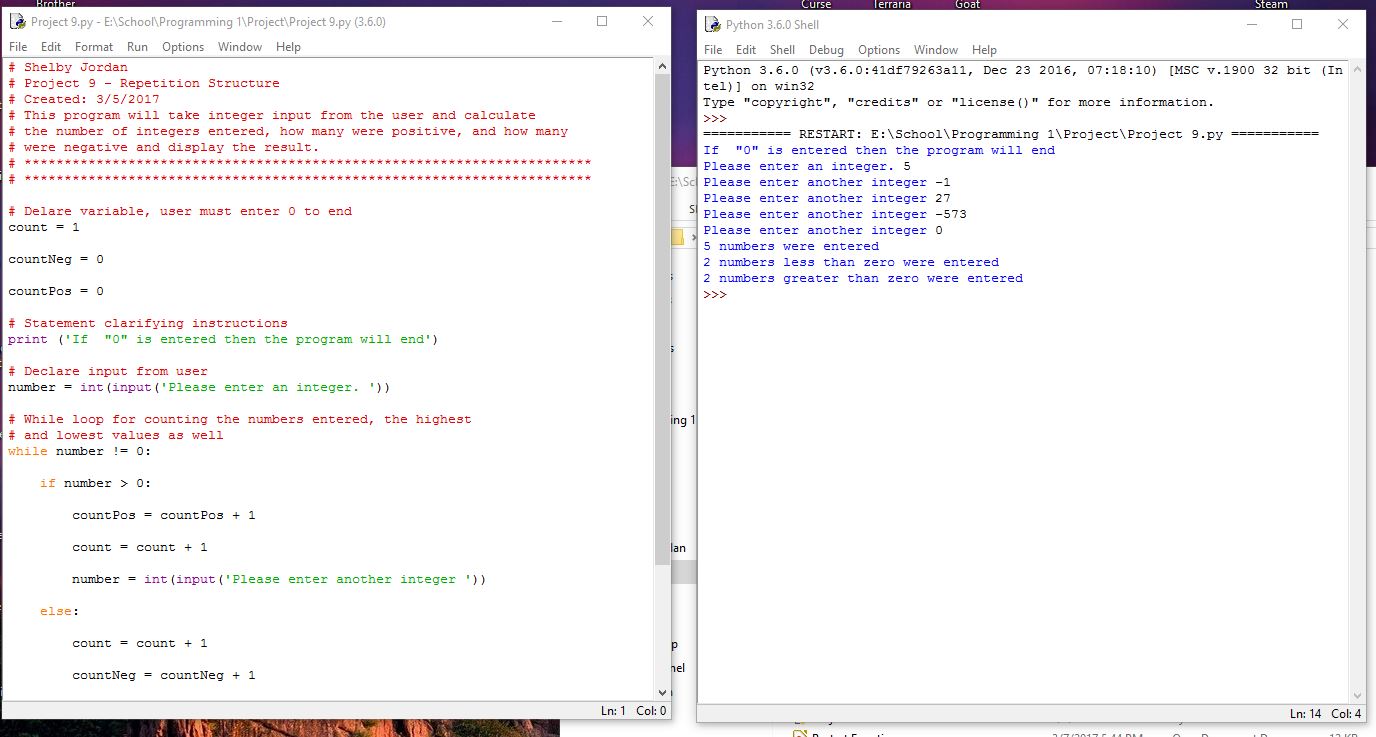 Brother
Curse
Terraria
Goat
Steam
Project 9.py - E:\School\Programming 1\Project\Project 9.py (3.6.0)
File Edit Format Run Options Window Help
# Shelby Jordan
# Project 9 - Repetition Structure
# Created: 3/5/2017
# This program will take integer input from the user and calculate
# the number of integers entered, how many were positive, and how many
# were negative and display the result.
# ***********************************************************************
# ***********************************************************************
# Delare variable, user must enter 0 to end
count = 1
countNeg = 0
countPos = 0
# Statement clarifying instructions
print ('If  "0" is entered then the program will end')
# Declare input from user
number = int(input('Please enter an integer. '))
# While loop for counting the numbers entered, the highest
# and lowest values as well
while number != 0:
    if number > 0:
        countPos = countPos + 1
        count = count + 1
        number = int(input('Please enter another integer '))
    else:
        count = count + 1
        countNeg = countNeg + 1
Ln: 1 Col: 0
E:\Sc
ing 1
Python 3.6.0 Shell
File Edit Shell Debug Options Window Help
Python 3.6.0 (v3.6.0:41df79263a11, Dec 23 2016, 07:18:10) [MSC v.1900 32 bit (In
tel)] on win32
Type "copyright", "credits" or "license()" for more information.
>>>
=========== RESTART: E:\School\Programming 1\Project\Project 9.py ===========
If  "0" is entered then the program will end
Please enter an integer. 5
Please enter another integer -1
Please enter another integer 27
Please enter another integer -573
Please enter another integer 0
5 numbers were entered
2 numbers less than zero were entered
2 numbers greater than zero were entered
>>>
Ln: 14 Col: 4